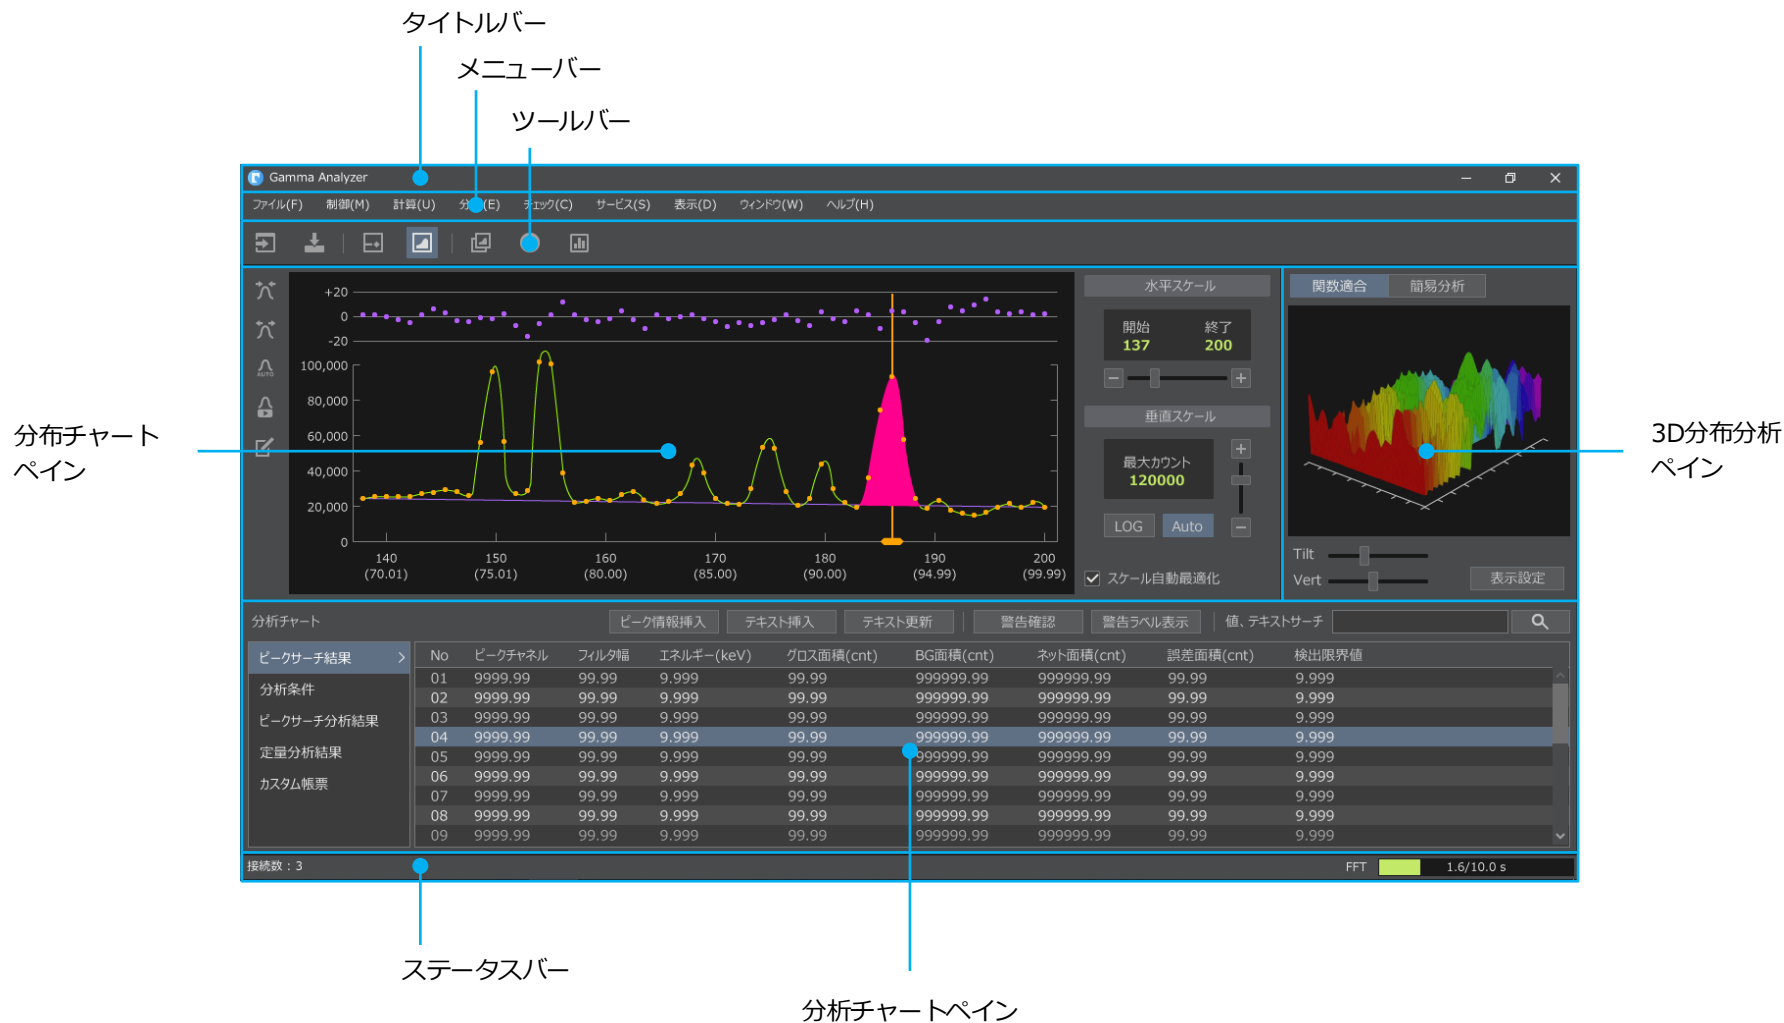 タイトルバー
メニューバー
ツールバー
Gamma Analyzer
ファイル(F) 制御(M) 計算(U) 分 (E) チェック(C) サービス(S) 表示(D) ウィンドウ(W) ヘルプ(H)
分布チャート
ペイン
AUTO
+20
0
-20
100,000
80,000
60,000
40,000
20,000
0
140 150 160 170 180 190 200
(70.01) (75.01) (80.00) (85.00) (90.00) (94.99) (99.99)
水平スケール
開始 終了
137 200
垂直スケール
最大カウント
120000
LOG Auto
スケール自動最適化
関数適合 簡易分析
Tilt
Vert 表示設定
3D分布分析
ペイン
分析チャート ピーク情報挿入 テキスト挿入 テキスト更新 警告確認 警告ラベル表示 値、テキストサーチ
ピークサーチ結果
分析条件
ピークサーチ分析結果
定量分析結果
カスタム帳票
No ピークチャネル フィルタ幅 エネルギー(keV) グロス面積(cnt) BG面積(cnt) ネット面積(cnt) 誤差面積(cnt) 検出限界値
01 9999.99 99.99 9.999 99.99 999999.99 999999.99 99.99 9.999
02 9999.99 99.99 9.999 99.99 999999.99 999999.99 99.99 9.999
03 9999.99 99.99 9.999 99.99 999999.99 999999.99 99.99 9.999
04 9999.99 99.99 9.999 99.99 999999.99 999999.99 99.99 9.999
05 9999.99 99.99 9.999 99.99 999999.99 999999.99 99.99 9.999
06 9999.99 99.99 9.999 99.99 999999.99 999999.99 99.99 9.999
07 9999.99 99.99 9.999 99.99 999999.99 999999.99 99.99 9.999
08 9999.99 99.99 9.999 99.99 999999.99 999999.99 99.99 9.999
09 9999.99 99.99 9.999 99.99 999999.99 999999.99 99.99 9.999
接続数 : 3 FFT 1.6/10.0 s
ステータスバー
分析チャートペイン